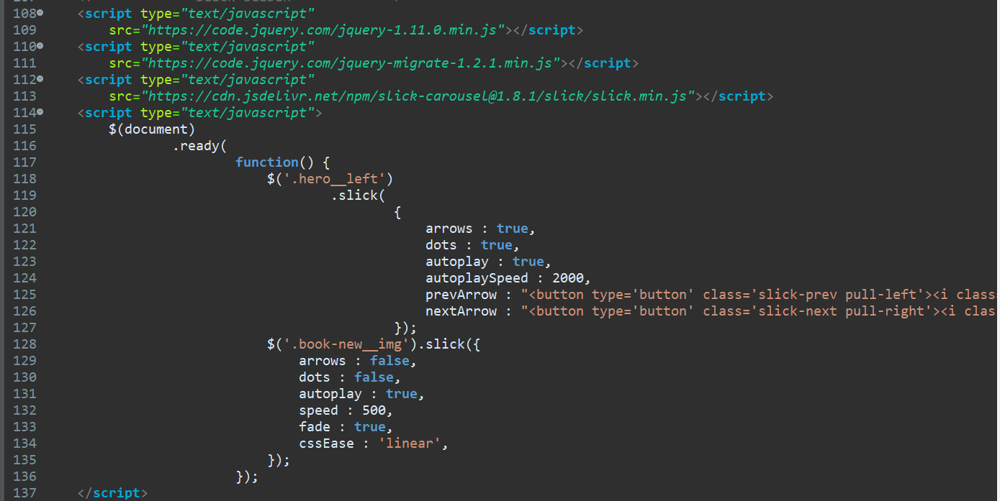 108 <script type="text/javascript"
109 src="https://code.jquery.com/jquery-1.11.0.min.js"></script>
110 <script type="text/javascript"
111 src="https://code.jquery.com/jquery-migrate-1.2.1.min.js"></script>
112 <script type="text/javascript"
113 src="https://cdn.jsdelivr.net/npm/slick-carousel@1.8.1/slick/slick.min.js"></script>
114 <script type="text/javascript">
115 $(document)
116 .ready(
117 function() {
118 $('.hero__left')
119 .slick(
120 {
121 arrows : true,
122 dots : true,
123 autoplay : true,
124 autoplaySpeed : 2000,
125 prevArrow : "<button type='button' class='slick-prev pull-left'><i class=
126 nextArrow : "<button type='button' class='slick-next pull-right'><i clas
127 });
128 $('.book-new__img').slick({
129 arrows : false,
130 dots : false,
131 autoplay : true,
132 speed : 500,
133 fade : true,
134 cssEase : 'linear',
135 });
136 });
137 </script>